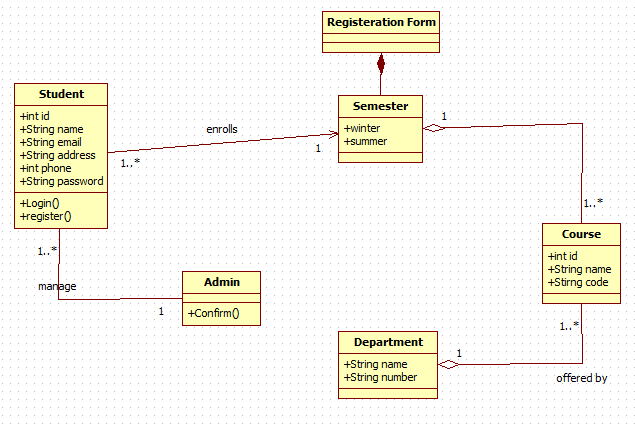 Registeration Form
Student
+int id
+String name
+String email
+String address
+int phone
+String password
+Login()
+register()
enrolls
1..*
1
Semester
+winter
+summer
1
1..*
Course
+int id
+String name
+Stirng code
1..*
manage
1
Admin
+Confirm()
1..*
Department
+String name
+String number
1
offered by